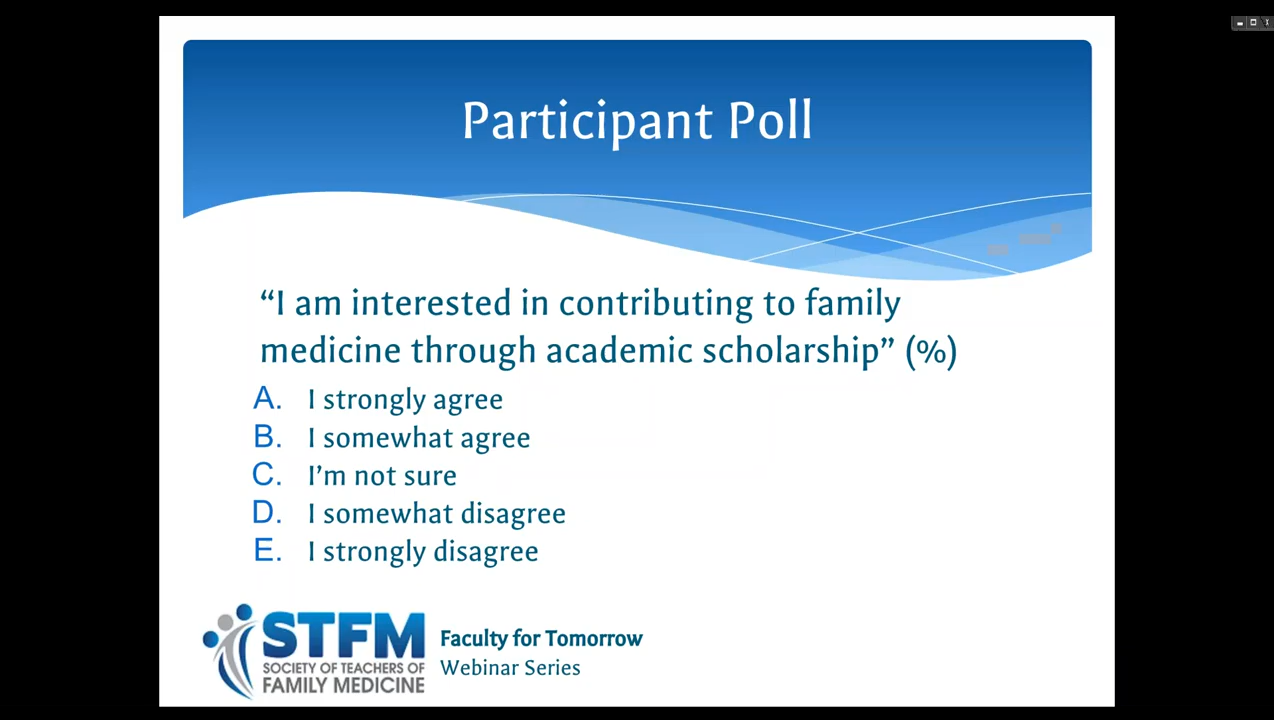 Participant Poll
“I am interested in contributing to family
medicine through academic scholarship” (%)
A. I strongly agree
B. I somewhat agree
C. I’m not sure
D. I somewhat disagree
E. I strongly disagree
STFM
SOCIETY OF TEACHERS OF
FAMILY MEDICINE
Faculty for Tomorrow
Webinar Series